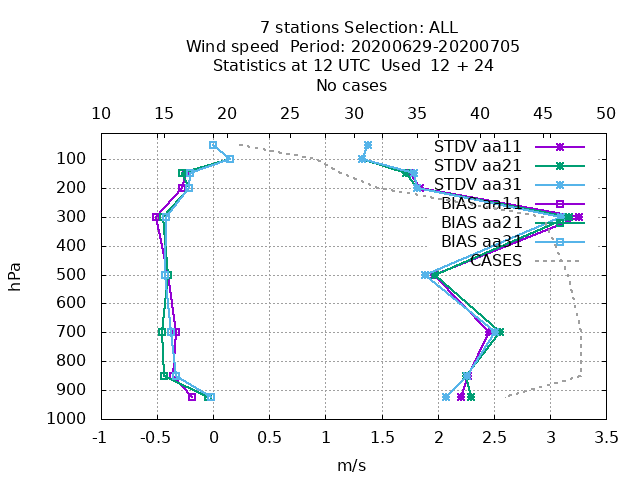 7 stations Selection: ALL
Wind speed  Period: 20200629-20200705
Statistics at 12 UTC  Used  12 + 24
No cases
10 15 20 25 30 35 40 45 50
STDV aa11
STDV aa21
STDV aa31
BIAS aa11
BIAS aa21
BIAS aa31
CASES
100
200
300
400
500
600
700
800
900
1000
hPa
-1 -0.5 0 0.5 1 1.5 2 2.5 3 3.5
m/s